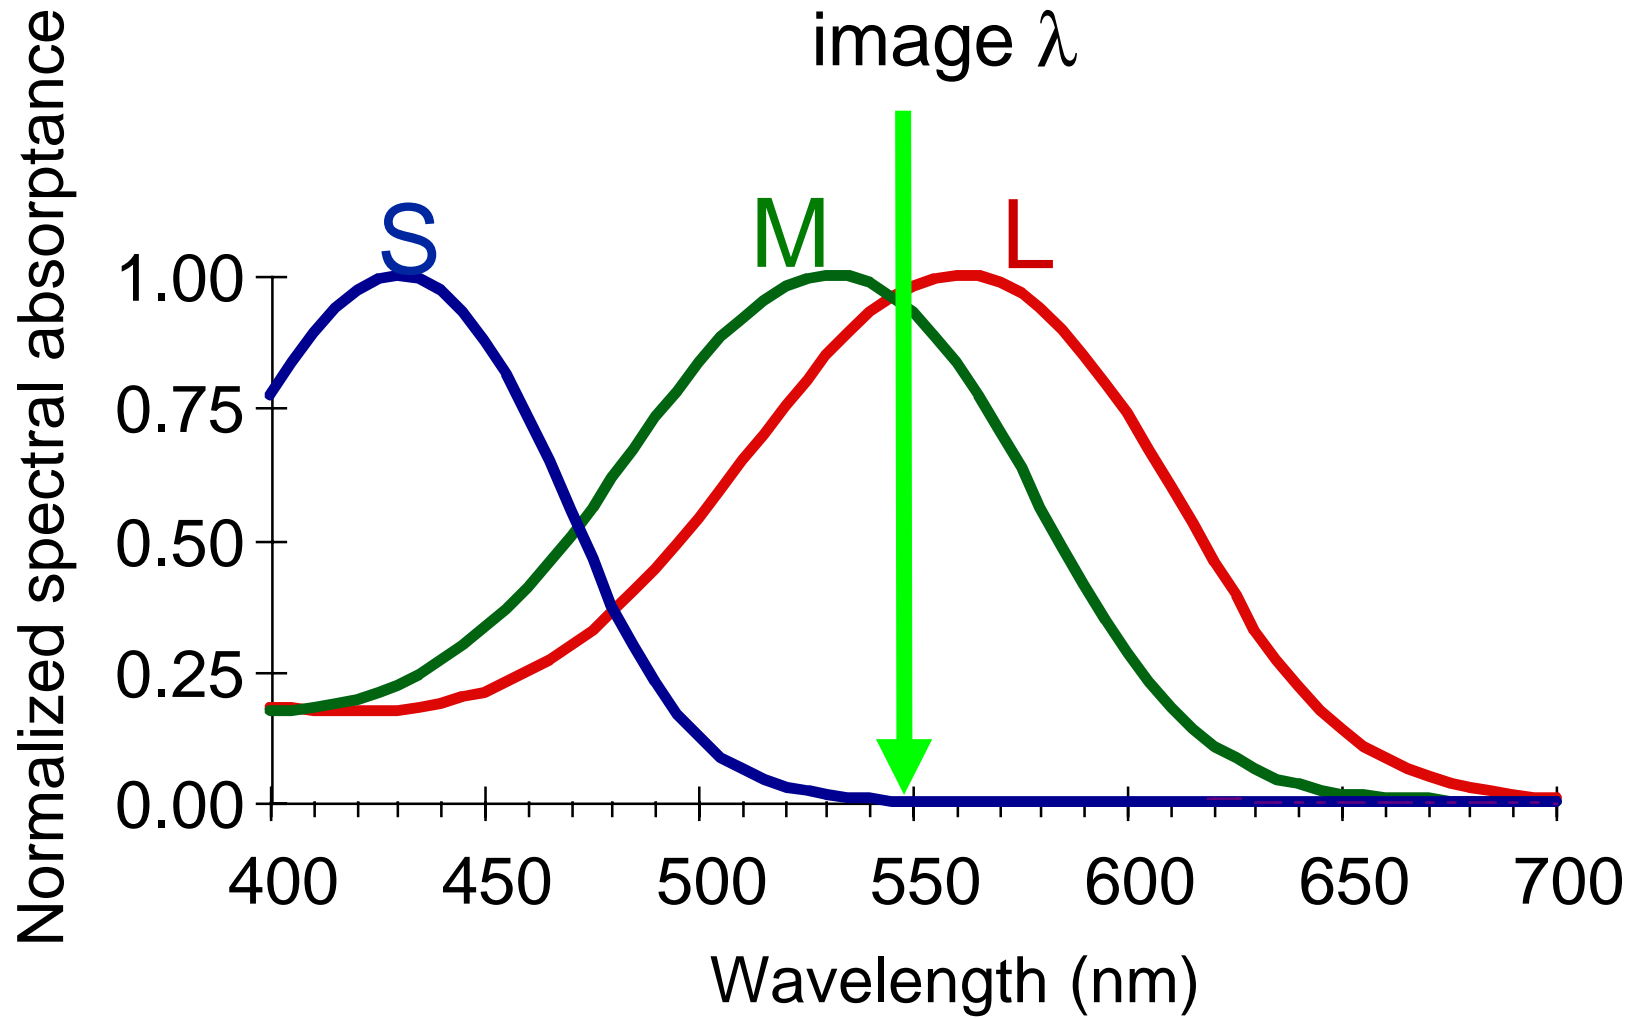 image λ
Normalized spectral absorptance
S
M
L
1.00
0.75
0.50
0.25
0.00
400 450 500 550 600 650 700
Wavelength (nm)